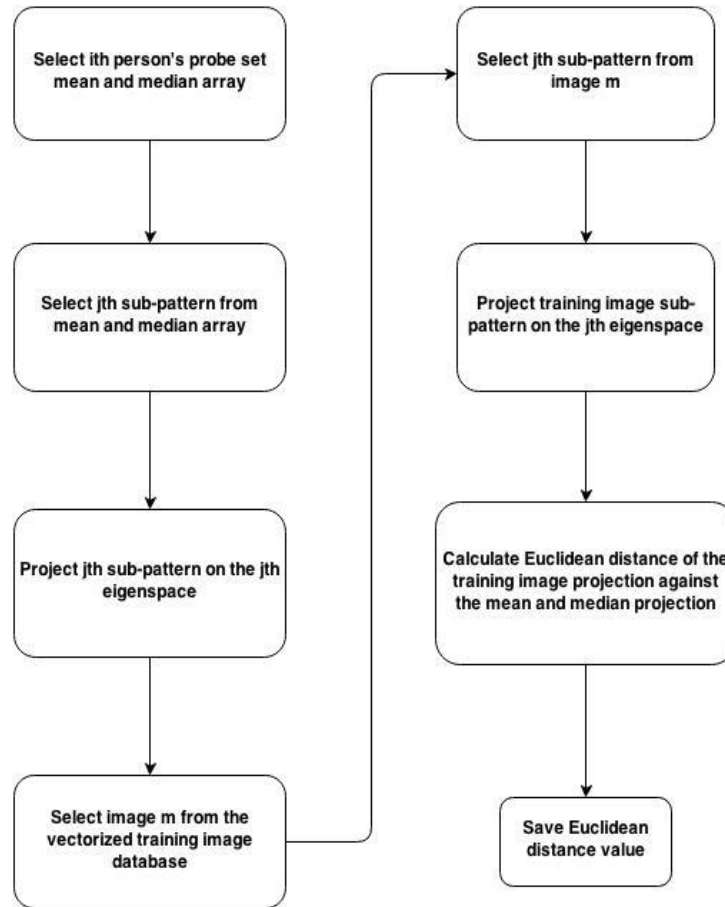 Select ith person's probe set
mean and median array
Select jth sub-pattern from
mean and median array
Project jth sub-pattern on the jth
eigenspace
Select image m from the
vectorized training image
database
Select jth sub-pattern from
image m
Project training image sub-
pattern on the jth eigenspace
Calculate Euclidean distance of the
training image projection against
the mean and median projection
Save Euclidean
distance value